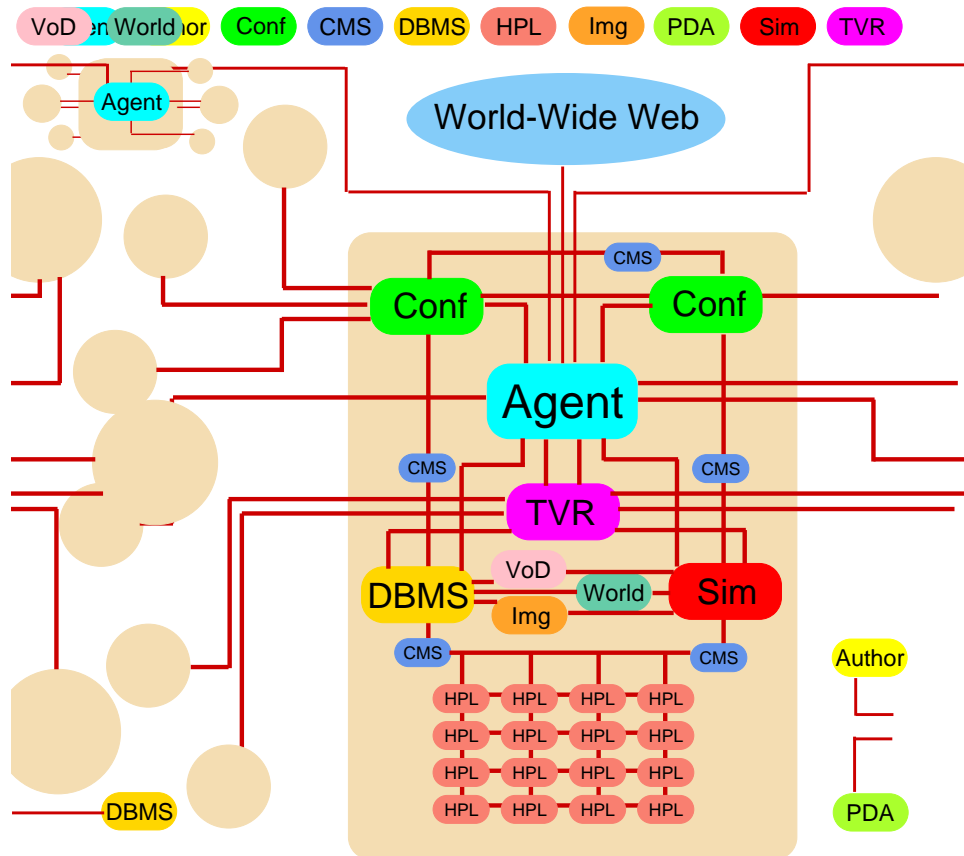 VoD World Conf CMS DBMS HPL Img PDA Sim TVR
Agent
World-Wide Web
CMS
Conf Conf
Agent
CMS CMS
TVR
VoD
DBMS World Sim
Img
CMS CMS
Author
HPL HPL HPL HPL
HPL HPL HPL HPL
HPL HPL HPL HPL
HPL HPL HPL HPL
DBMS PDA